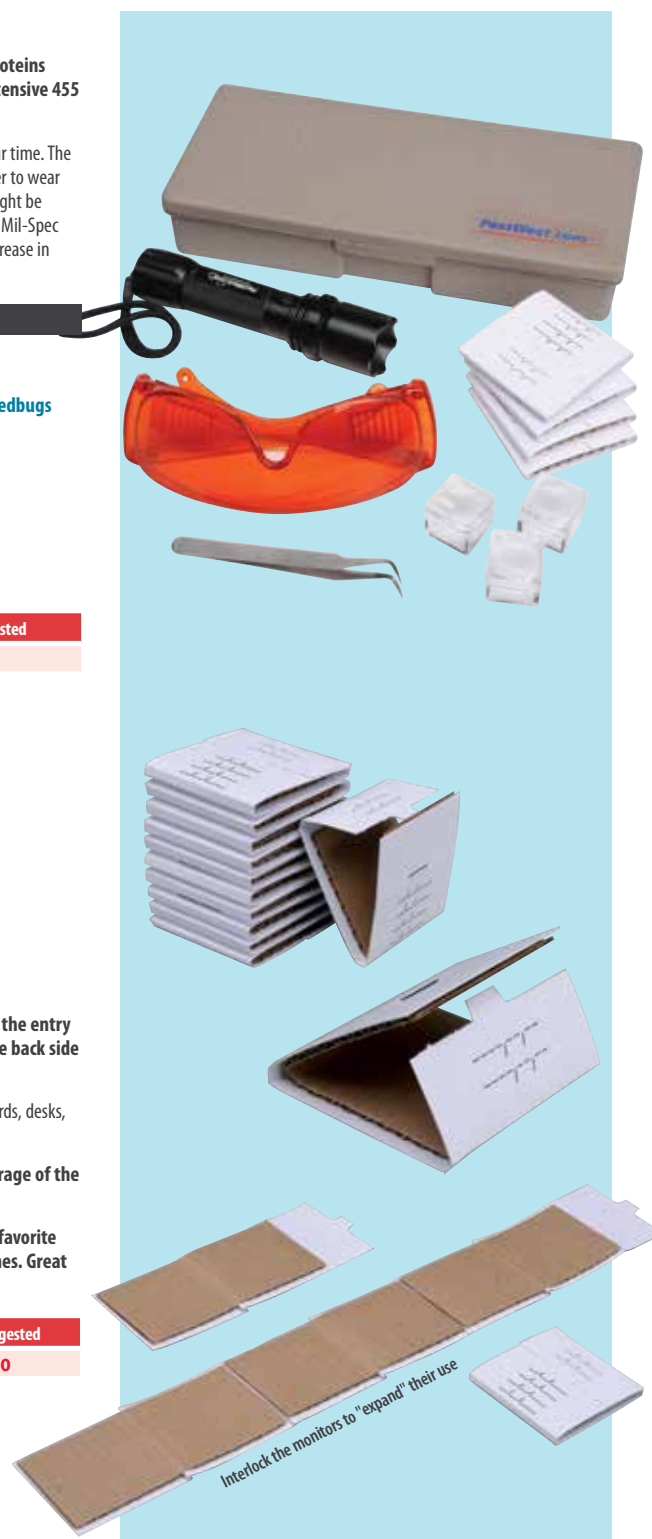 oteins
tensive 455
r time. The
er to wear
ght be
Mil-Spec
rease in
edbugs
PestWest.com
sted
the entry
e back side
rds, desks,
rage of the
favorite
nes. Great
gested
0
Interlock the monitors to "expand" their use